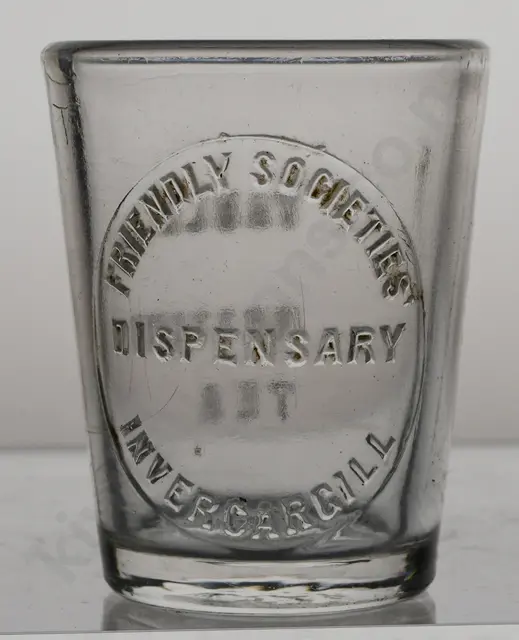 FRIENDLY SOCIETIES'
DISPENSARY
INVERCARGILL